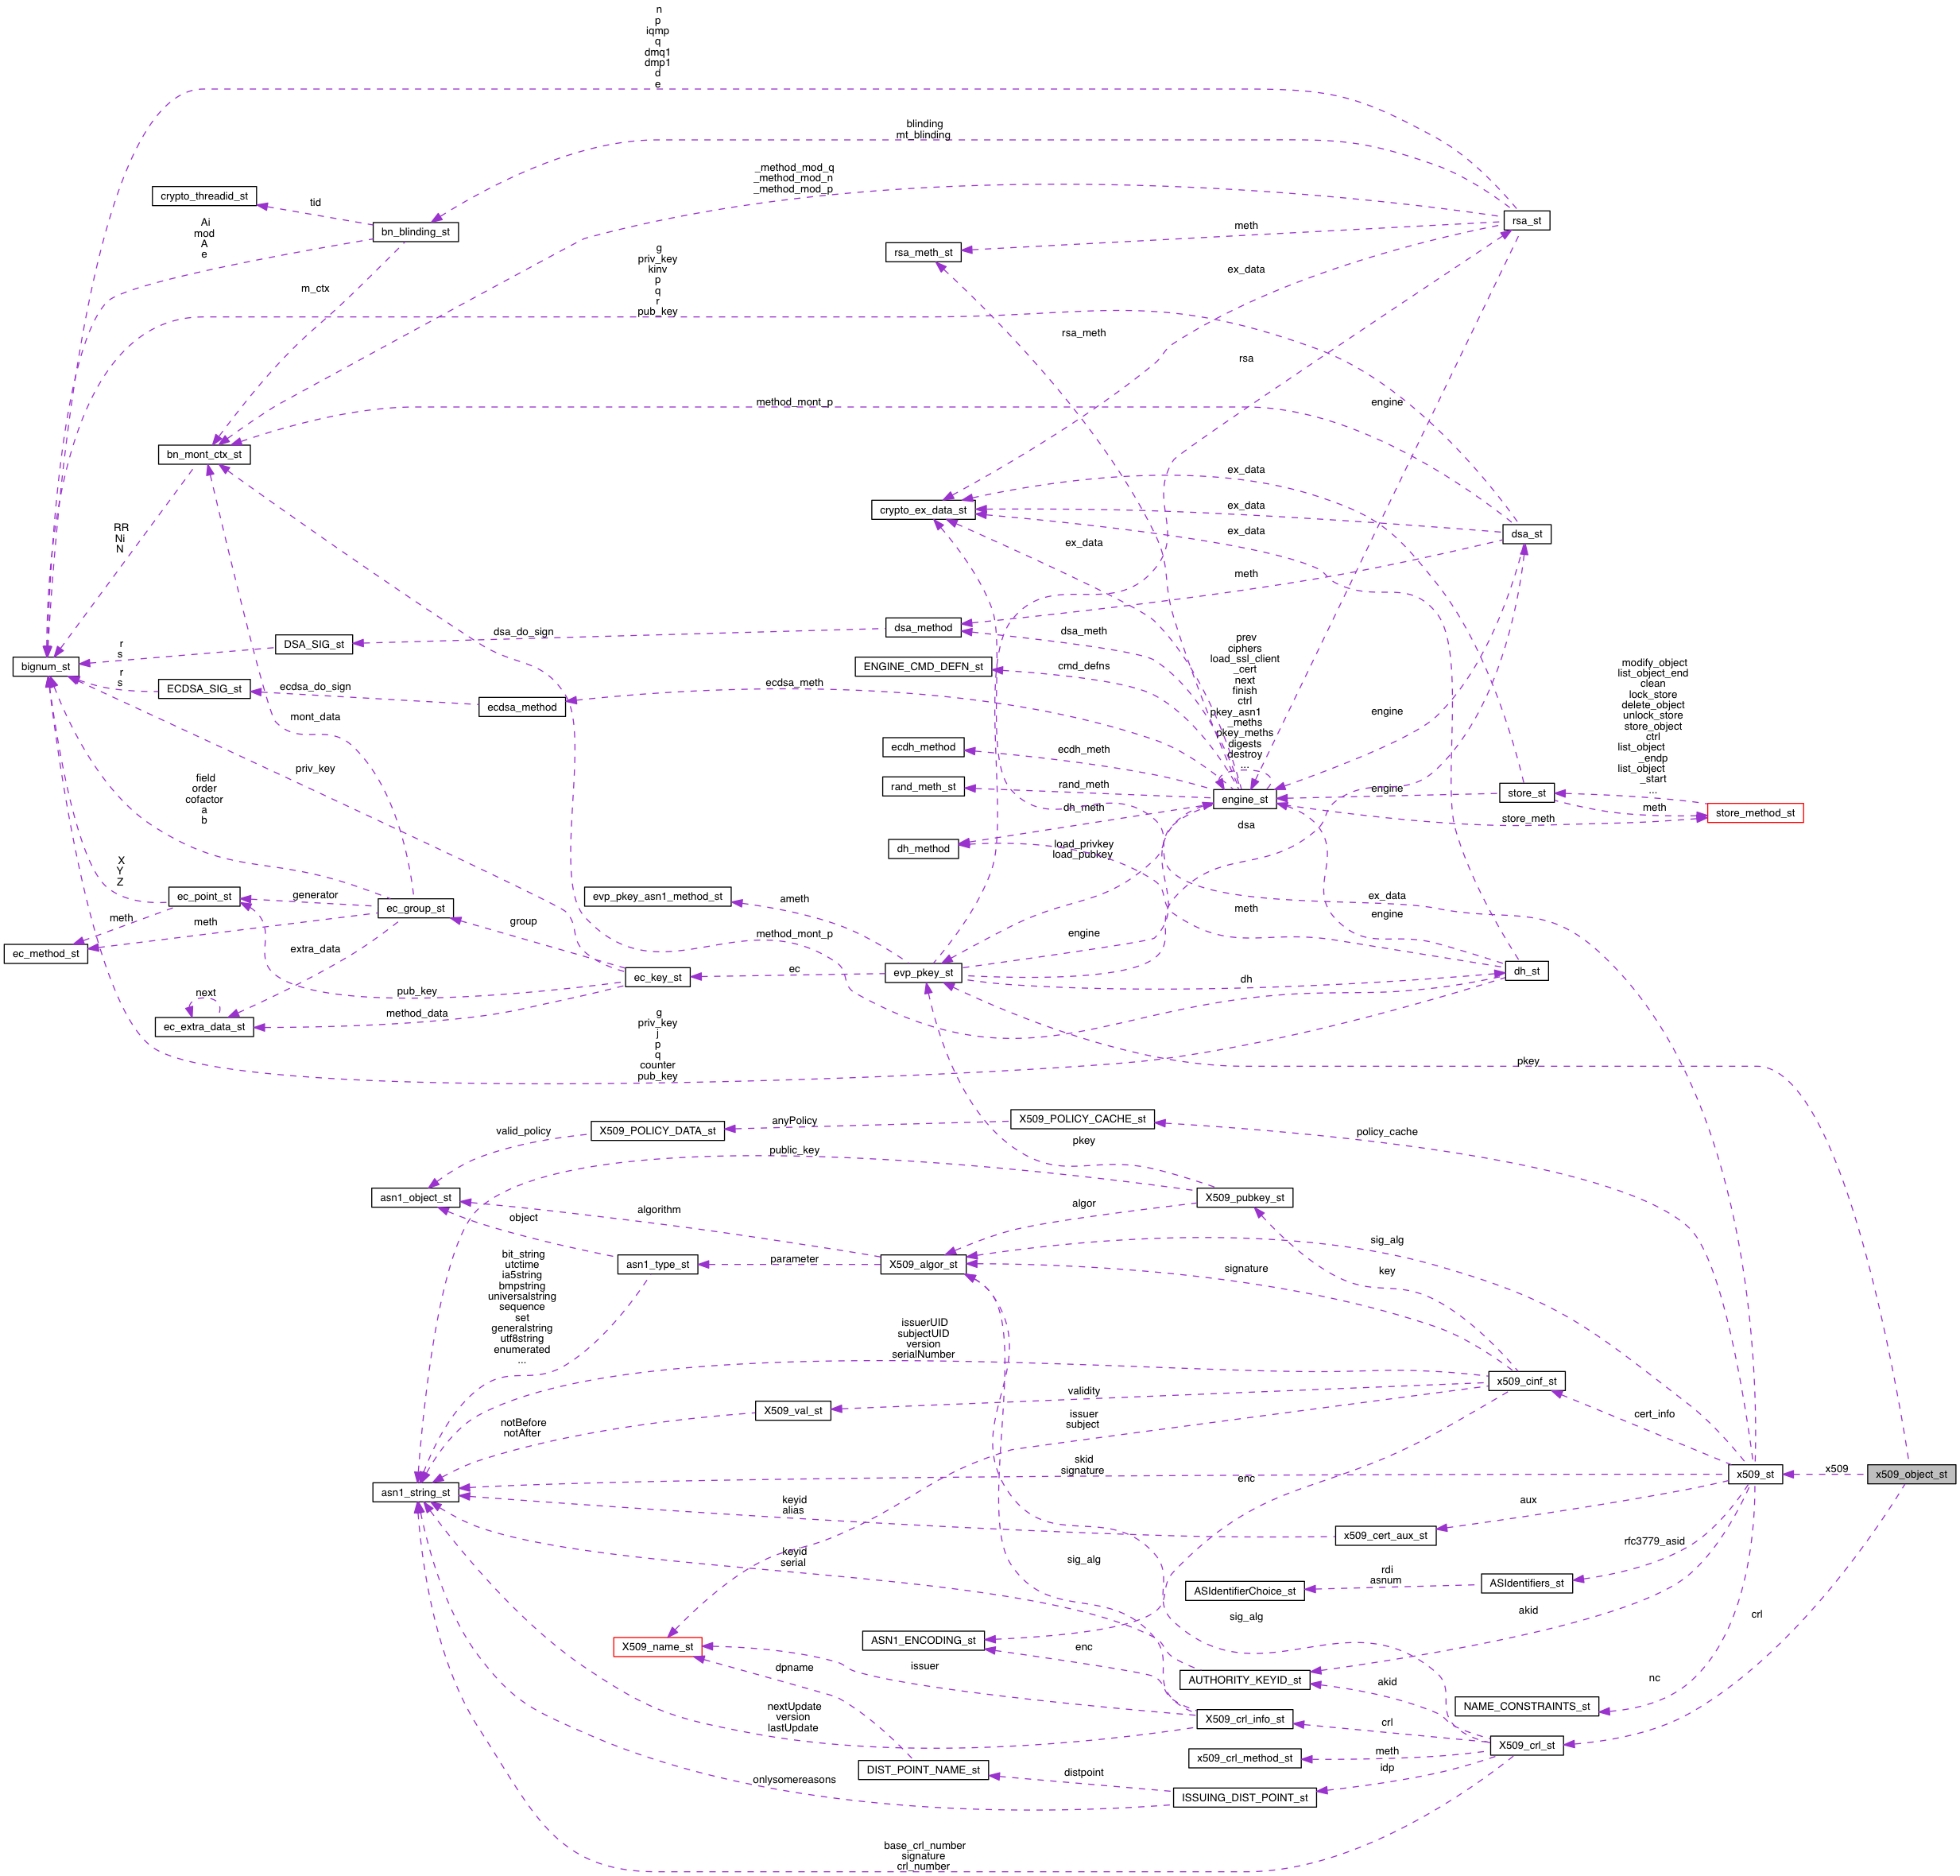 n
p
iqmp
q
dmq1
dmp1
d
e
blinding
mt_blinding
_method_mod_q
_method_mod_n
_method_mod_p
crypto_threadid_st
tid
bn_blinding_st
rsa_st
Ai
mod
A
e
meth
rsa_meth_st
g
priv_key
kinv
p
q
r
pub_key
ex_data
m_ctx
rsa_meth
rsa
engine
method_mont_p
bn_mont_ctx_st
ex_data
crypto_ex_data_st
ex_data
RR
Ni
N
ex_data
ex_data
dsa_st
meth
dsa_method
dsa_meth
dsa_do_sign
DSA_SIG_st
r
s
bignum_st
ENGINE_CMD_DEFN_st
cmd_defns
prev
ciphers
load_ssl_client
_cert
next
finish
ctrl
pkey_asn1
_meths
pkey_meths
digests
destroy
...
modify_object
list_object_end
clean
lock_store
delete_object
unlock_store
store_object
ctrl
list_object
_endp
list_object
_start
...
r
s
ECDSA_SIG_st
ecdsa_do_sign
ecdsa_method
ecdsa_meth
engine
mont_data
ecdh_method
ecdh_meth
priv_key
field
order
cofactor
a
b
rand_meth_st
rand_meth
engine_st
engine
store_st
meth
store_method_st
dh_meth
dsa
store_meth
dh_method
load_privkey
load_pubkey
X
Y
Z
ec_point_st
generator
ec_group_st
evp_pkey_asn1_method_st
ameth
ex_data
meth
meth
group
meth
engine
ec_method_st
extra_data
method_mont_p
engine
ec_key_st
ec
evp_pkey_st
dh
dh_st
next
pub_key
ec_extra_data_st
method_data
g
priv_key
j
p
q
counter
pub_key
pkey
X509_POLICY_DATA_st
anyPolicy
X509_POLICY_CACHE_st
valid_policy
policy_cache
public_key
pkey
asn1_object_st
X509_pubkey_st
algorithm
algor
object
sig_alg
bit_string
utctime
ia5string
bmpstring
universalstring
sequence
set
generalstring
utf8string
enumerated
...
asn1_type_st
parameter
X509_algor_st
signature
key
issuerUID
subjectUID
version
serialNumber
x509_cinf_st
validity
X509_val_st
issuer
subject
cert_info
notBefore
notAfter
skid
signature
enc
x509_st
x509
x509_object_st
asn1_string_st
keyid
alias
aux
x509_cert_aux_st
keyid
serial
sig_alg
rfc3779_asid
rdi
asnum
ASIdentifierChoice_st
ASIdentifiers_st
sig_alg
akid
crl
X509_name_st
ASN1_ENCODING_st
enc
dpname
issuer
AUTHORITY_KEYID_st
akid
nc
NAME_CONSTRAINTS_st
nextUpdate
version
lastUpdate
X509_crl_info_st
crl
X509_crl_st
x509_crl_method_st
meth
DIST_POINT_NAME_st
distpoint
idp
onlysomereasons
ISSUING_DIST_POINT_st
base_crl_number
signature
crl_number